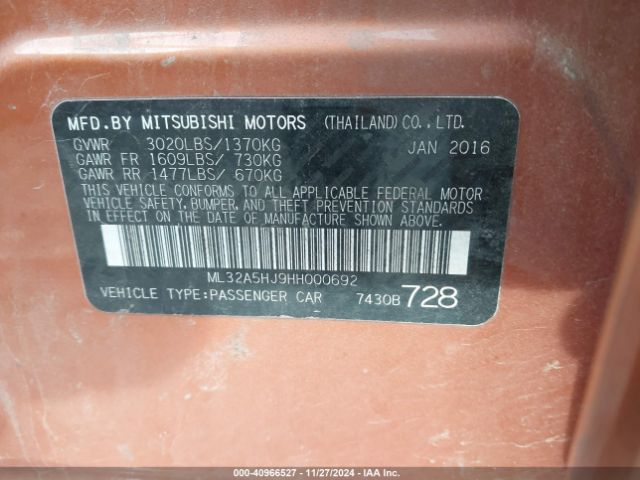 MFD.BY MITSUBISHI MOTORS (THAILAND)CO.,LTD.
GVWR 3020LBS/1370KG JAN 2016
GAWR FR 1609LBS/ 730KG
GAWR RR 1477LBS/ 670KG
THIS VEHICLE CONFORMS TO ALL APPLICABLE FEDERAL MOTOR
VEHICLE SAFETY, BUMPER, AND THEFT PREVENTION STANDARDS
IN EFFECT ON THE DATE OF MANUFACTURE SHOWN ABOVE.
ML32A5HJ9HH000692
VEHICLE TYPE:PASSENGER CAR 7430B 728
000-40966527 - 11/27/2024 - IAA Inc.